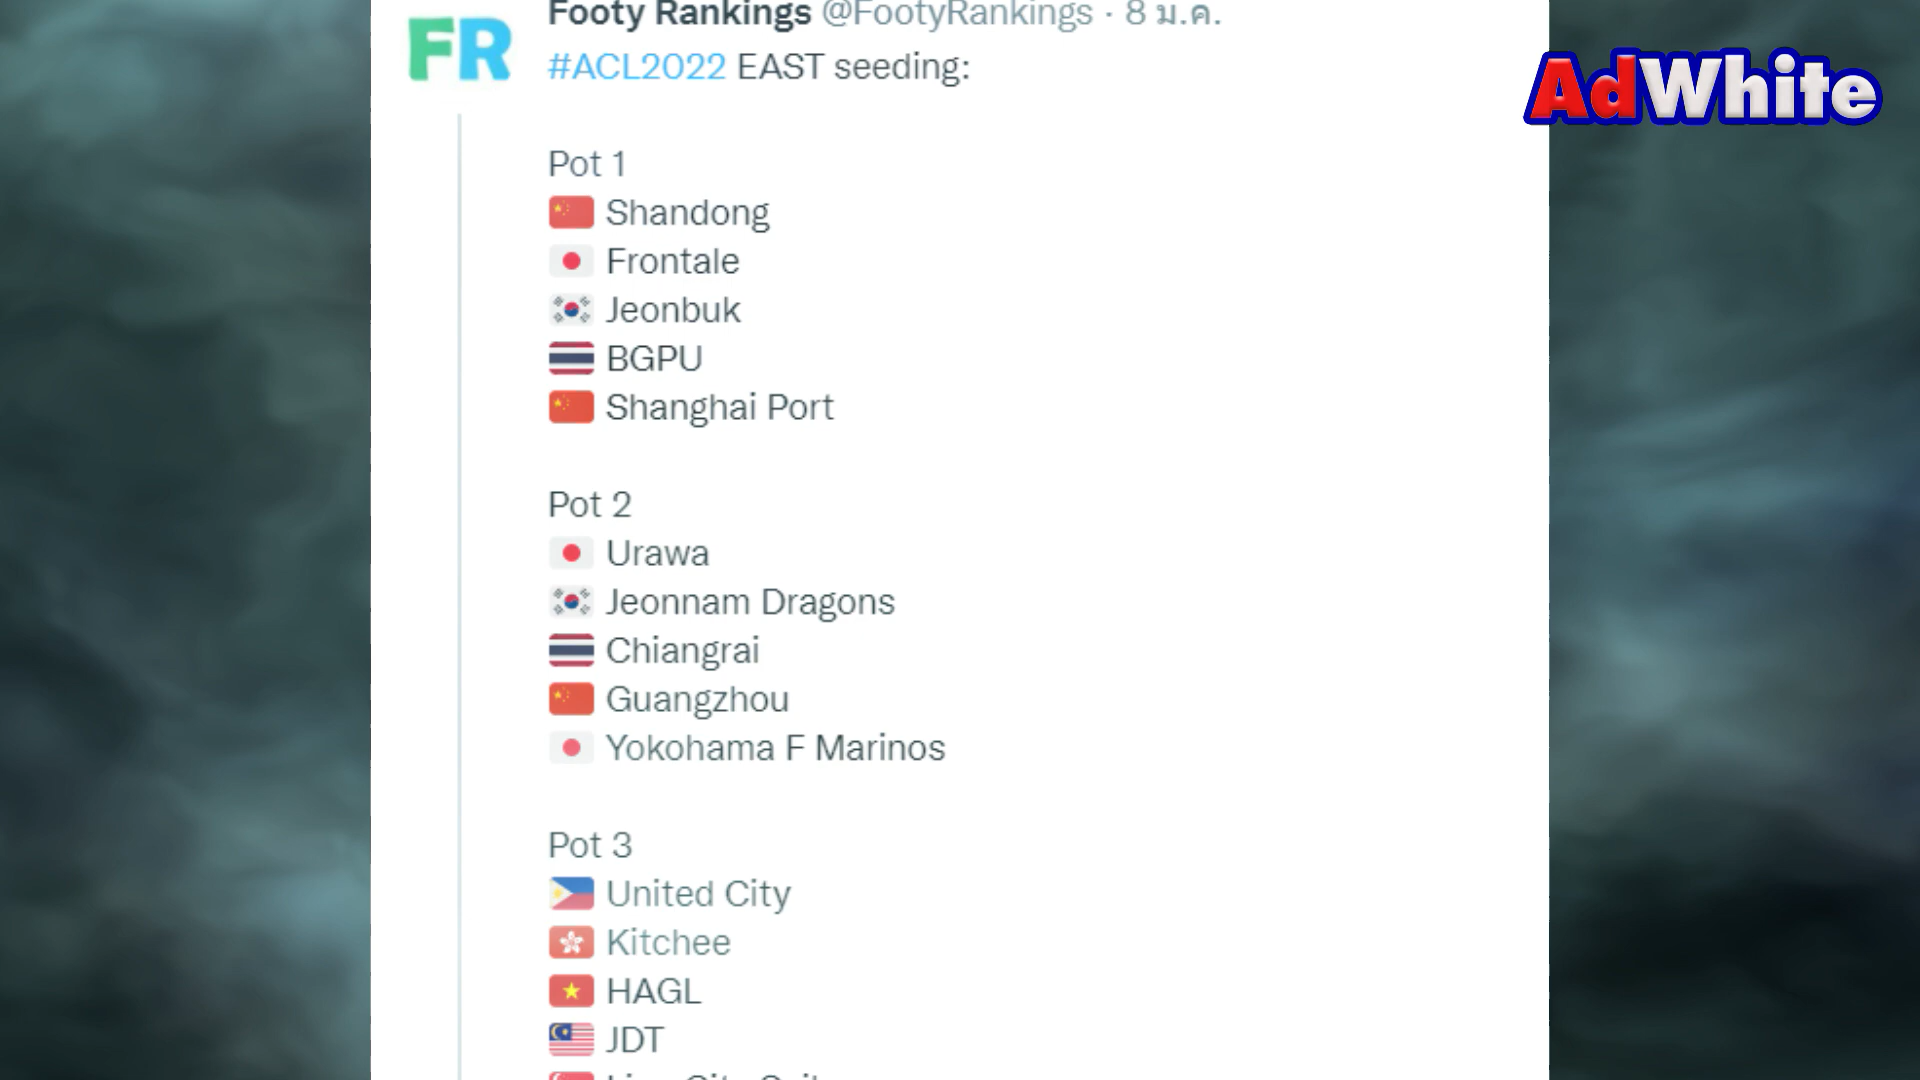 Footy Rankings @FootyRankings · 8 ม.ค.
FR
#ACL2022 EAST seeding:
AdWhite
Pot 1
Shandong
Frontale
Jeonbuk
BGPU
Shanghai Port
Pot 2
Urawa
Jeonnam Dragons
Chiangrai
Guangzhou
Yokohama F Marinos
Pot 3
United City
Kitchee
HAGL
JDT